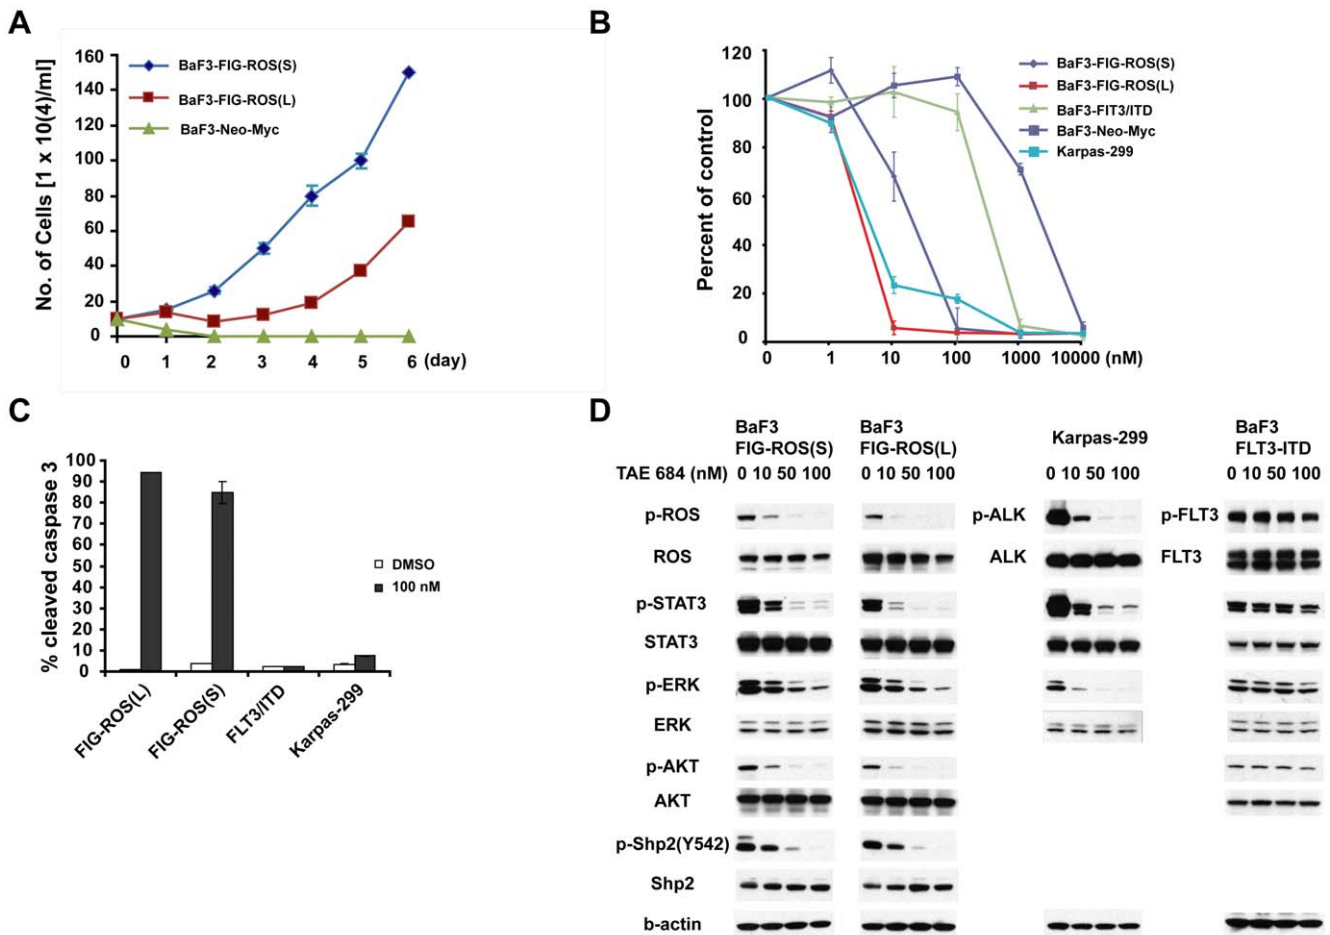 A
160
140
120
100
80
60
40
20
0
No. of Cells [1 x 10(4)/ml]
BaF3-FIG-ROS(S)
BaF3-FIG-ROS(L)
BaF3-Neo-Myc
0 1 2 3 4 5 6 (day)
B
120
100
80
60
40
20
0
Percent of control
BaF3-FIG-ROS(S)
BaF3-FIG-ROS(L)
BaF3-FIT3/ITD
BaF3-Neo-Myc
Karpas-299
0 1 10 100 1000 10000 (nM)
C
100
90
80
70
60
50
40
30
20
10
0
% cleaved caspase 3
DMSO
100 nM
FIG-ROS(L)
FIG-ROS(S)
FLT3/ITD
Karpas-299
D
BaF3
FIG-ROS(S)
BaF3
FIG-ROS(L)
Karpas-299
BaF3
FLT3-ITD
TAE 684 (nM) 0 10 50 100 0 10 50 100 0 10 50 100 0 10 50 100
p-ROS p-ALK p-FLT3
ROS ALK FLT3
p-STAT3
STAT3
p-ERK
ERK
p-AKT
AKT
p-Shp2(Y542)
Shp2
b-actin